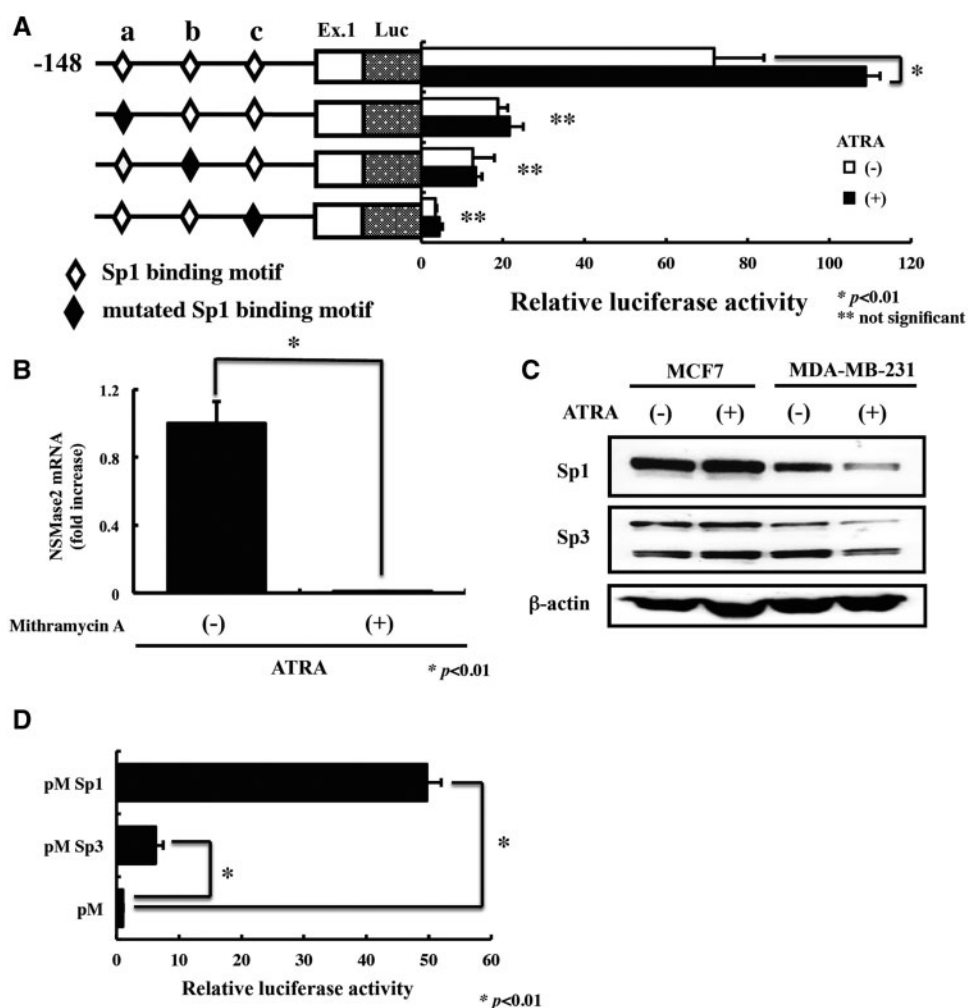 A
a b c Ex.1 Luc
-148
*
**
**
**
ATRA
(-)
(+)
0 20 40 60 80 100 120
Relative luciferase activity
* p<0.01
** not significant
Sp1 binding motif
mutated Sp1 binding motif
B
*
NSMase2 mRNA
(fold increase)
1.2
0.8
0.4
0
Mithramycin A (-) (+)
ATRA
* p<0.01
C
MCF7 MDA-MB-231
ATRA (-) (+) (-) (+)
Sp1
Sp3
β-actin
D
pM Sp1
pM Sp3
pM
*
*
0 10 20 30 40 50 60
Relative luciferase activity
* p<0.01